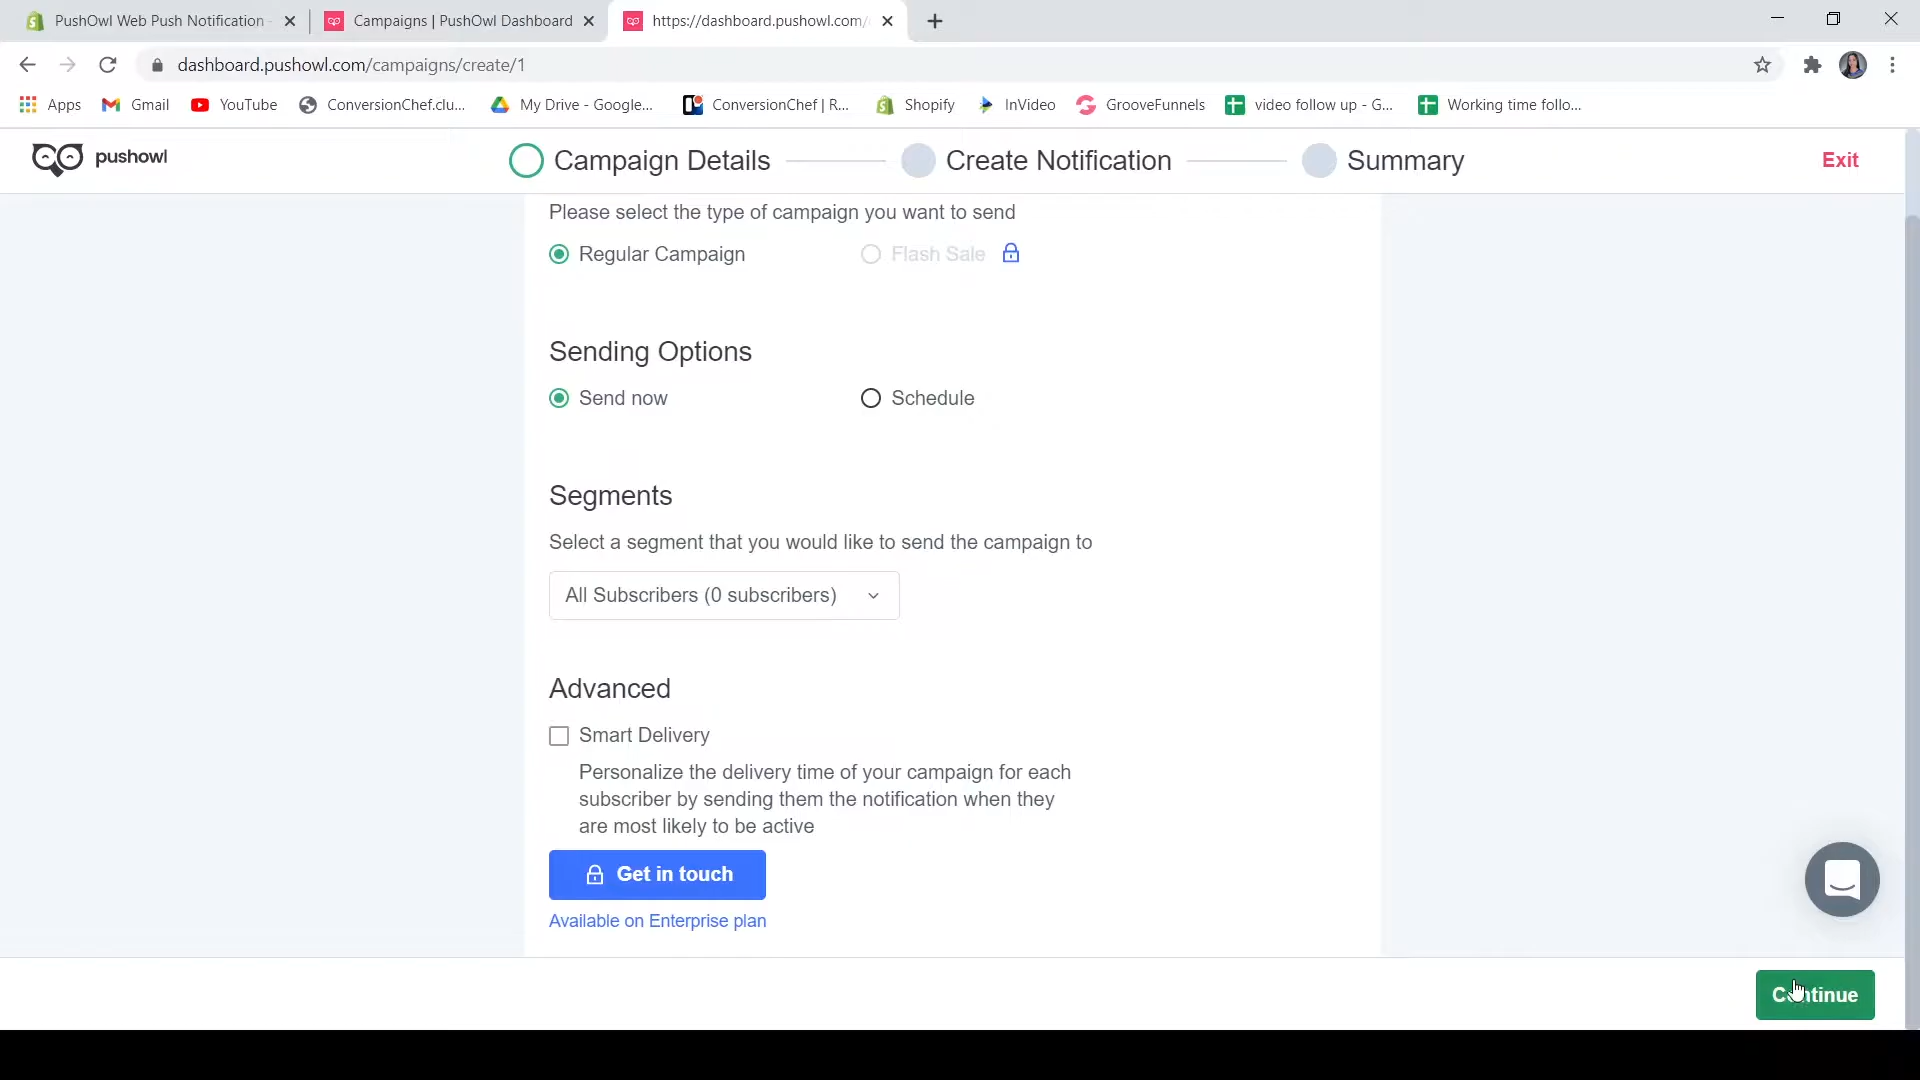 PushOwl Web Push Notification
Campaigns | PushOwl Dashboard
https://dashboard.pushowl.com/
dashboard.pushowl.com/campaigns/create/1
Apps
Gmail
YouTube
ConversionChef.clu...
My Drive - Google...
ConversionChef | R...
Shopify
InVideo
GrooveFunnels
video follow up - G...
Working time follo...
pushowl
Campaign Details
Create Notification
Summary
Exit
Please select the type of campaign you want to send
Regular Campaign
Flash Sale
Sending Options
Send now
Schedule
Segments
Select a segment that you would like to send the campaign to
All Subscribers (0 subscribers)
Advanced
Smart Delivery
Personalize the delivery time of your campaign for each
subscriber by sending them the notification when they
are most likely to be active
Get in touch
Available on Enterprise plan
Continue